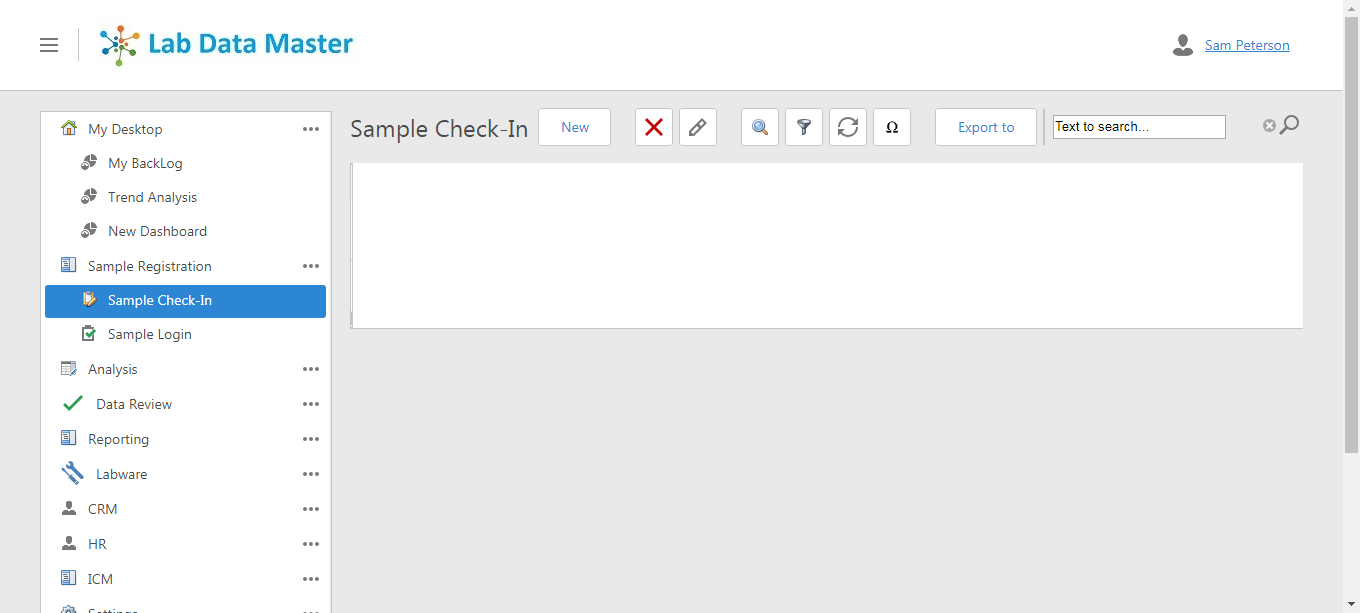 Lab Data Master
Sam Peterson
My Desktop
My BackLog
Trend Analysis
New Dashboard
Sample Registration
Sample Check-In
Sample Login
Analysis
Data Review
Reporting
Labware
CRM
HR
ICM
Settings
Sample Check-In New Ω Export to Text to search...